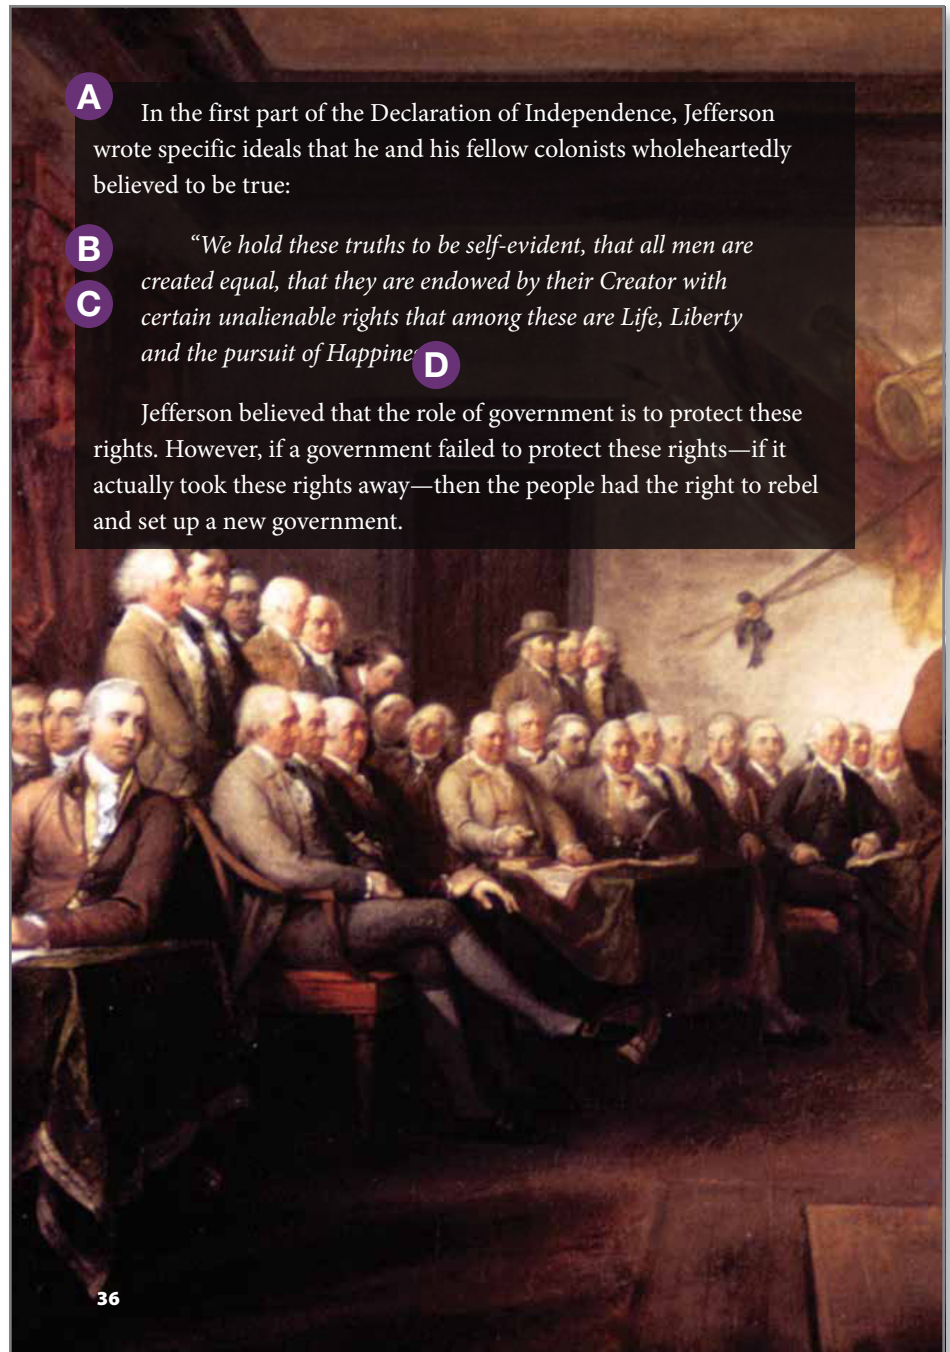 A
In the first part of the Declaration of Independence, Jefferson
wrote specific ideals that he and his fellow colonists wholeheartedly
believed to be true:
B
“We hold these truths to be self-evident, that all men are
created equal, that they are endowed by their Creator with
C
certain unalienable rights that among these are Life, Liberty
and the pursuit of
D
Jefferson believed that the role of government is to protect these
rights. However, if a government failed to protect these rights—if it
actually took these rights away—then the people had the right to rebel
and set up a new government.
36